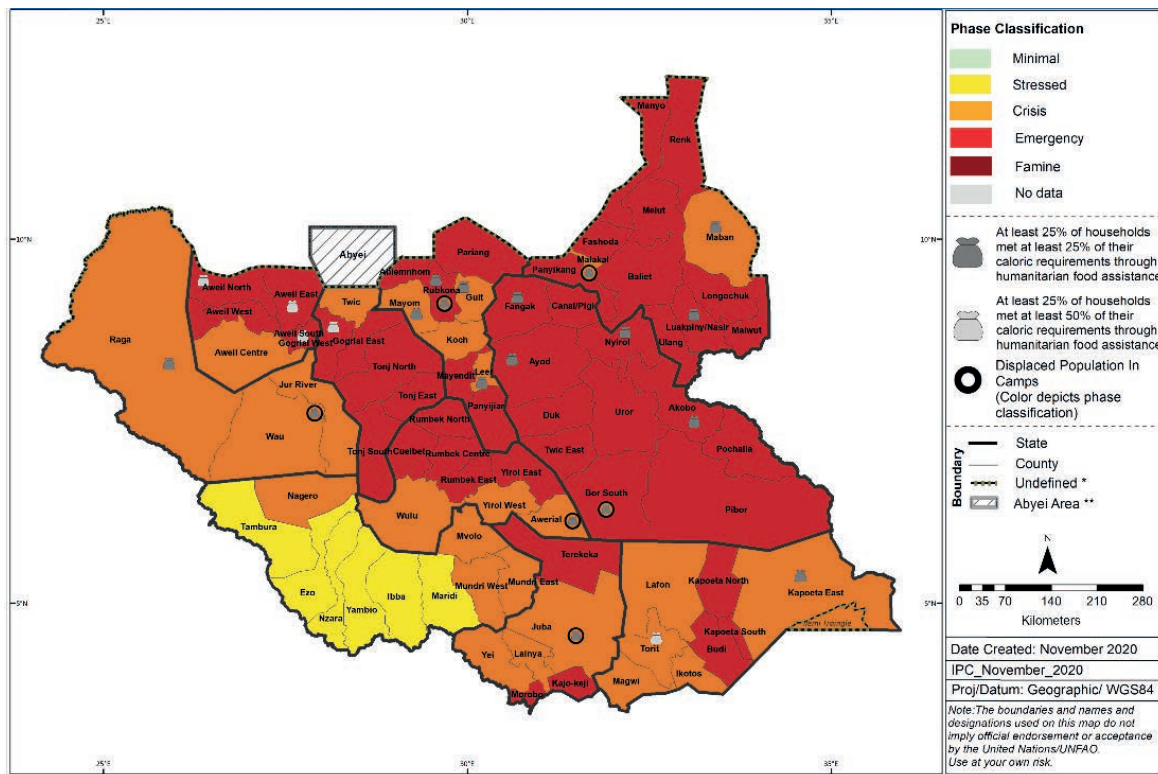 25°E
30°E
35°E
10°N
10°N
5°N
5°N
25°E
30°E
35°E
Manyo
Renk
Melut
Maban
Fashoda
Malakal
Panyikang
Baliet
Longochuk
Luakpiny/Nasir
Maiwut
Ulang
Abyei
Pariang
Abiemnhom
Rubkona
Guit
Mayom
Koch
Mayendit
Leer
Panyijiar
Twic
Gogrial East
Gogrial West
Tonj North
Tonj East
Tonj South
Aweil North
Aweil East
Aweil West
Aweil South
Aweil Centre
Raga
Jur River
Wau
Fangak
Canal/Pigi
Nyirol
Ayod
Duk
Uror
Akobo
Twic East
Pochalla
Bor South
Pibor
Rumbek North
Cueibet
Rumbek Centre
Rumbek East
Yirol East
Yirol West
Awerial
Wulu
Nagero
Tambura
Ezo
Nzara
Yambio
Ibba
Maridi
Mvolo
Mundri West
Mundri East
Terekeka
Juba
Yei
Lainya
Morobo
Kajo-keji
Lafon
Torit
Magwi
Ikotos
Kapoeta North
Kapoeta South
Budi
Kapoeta East
Phase Classification
Minimal
Stressed
Crisis
Emergency
Famine
No data
At least 25% of households
met at least 25% of their
caloric requirements through
humanitarian food assistance
At least 25% of households
met at least 50% of their
caloric requirements through
humanitarian food assistance
Displaced Population In
Camps
(Color depicts phase
classification)
Boundary
State
County
Undefined *
Abyei Area **
N
0 35 70 140 210 280
Kilometers
Date Created: November 2020
IPC_November_2020
Proj/Datum: Geographic/ WGS84
Note:The boundaries and names and
designations used on this map do not
imply official endorsement or acceptance
by the United Nations/UNFAO.
Use at your own risk.